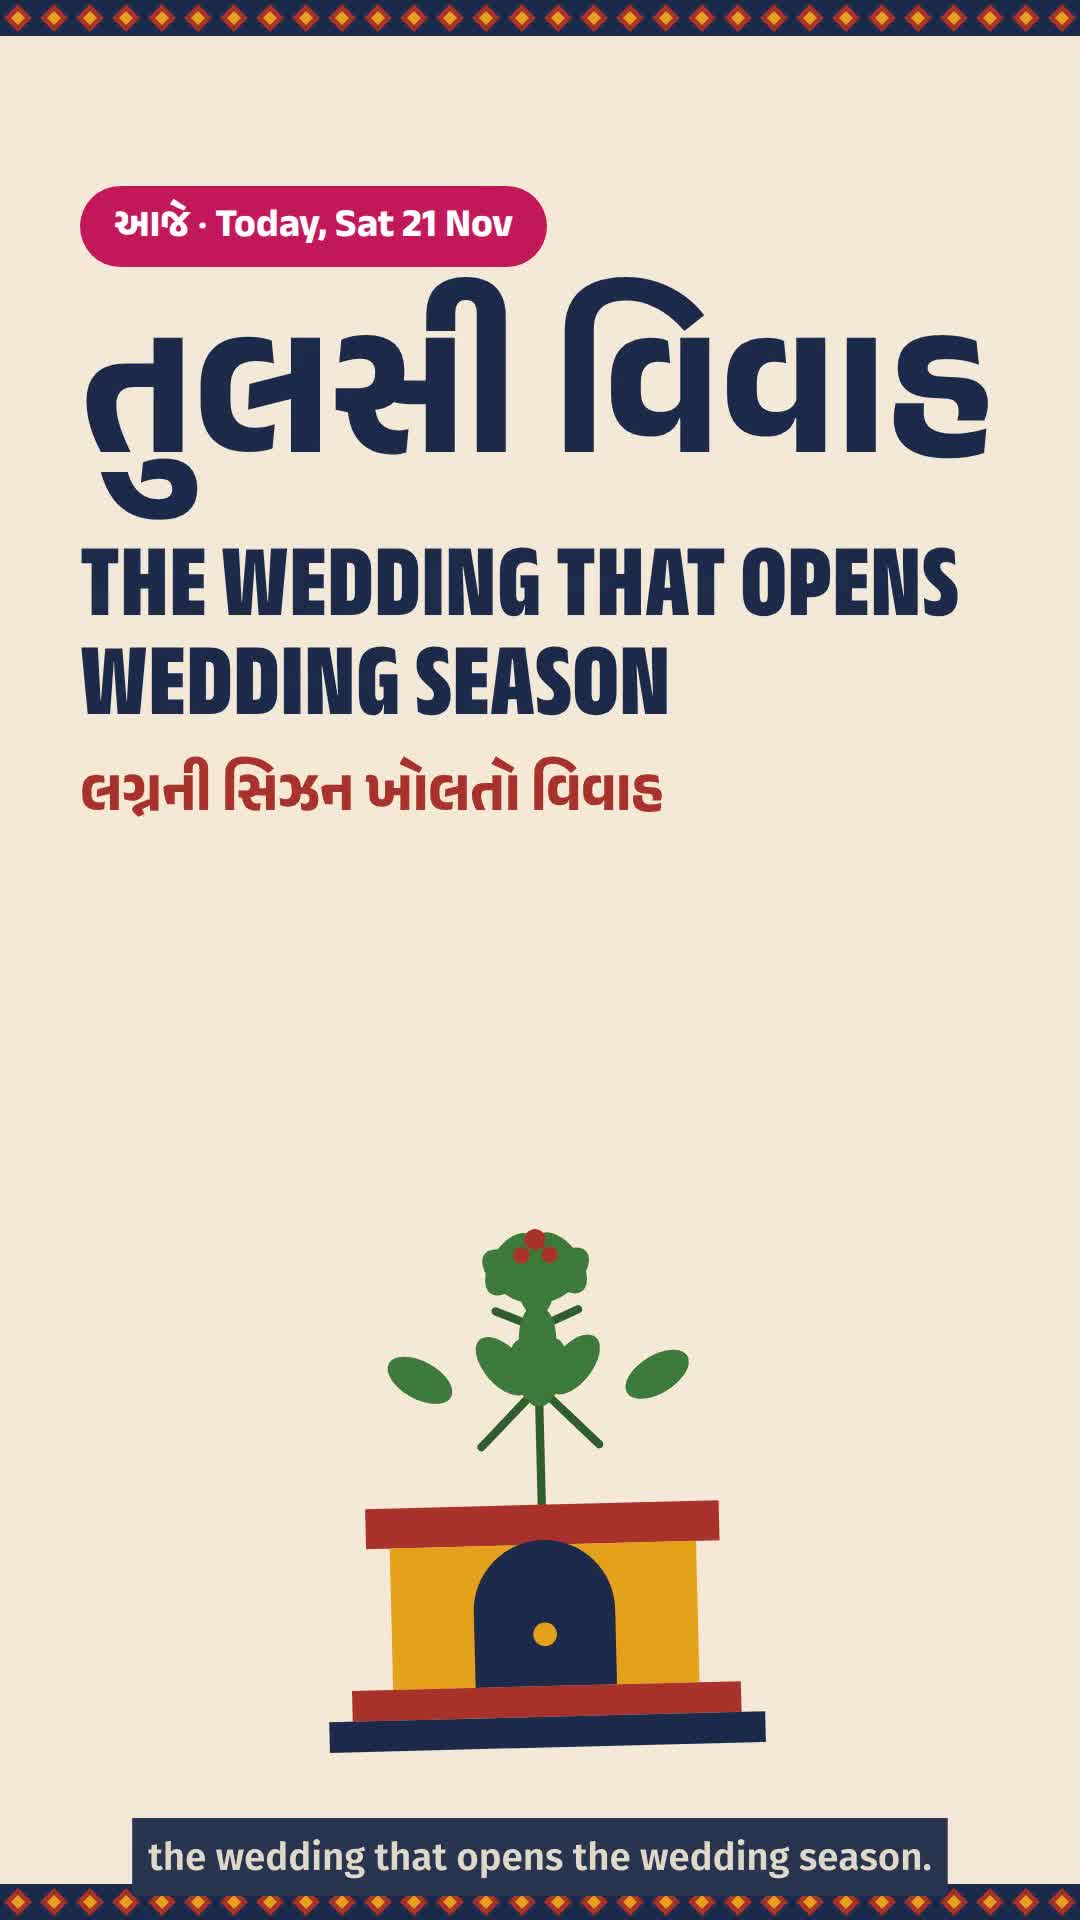 આજે · Today, Sat 21 Nov
તુલસી વિવાહ
THE WEDDING THAT OPENS
WEDDING SEASON
લગ્નની સિઝન ખોલતો વિવાહ
the wedding that opens the wedding season.